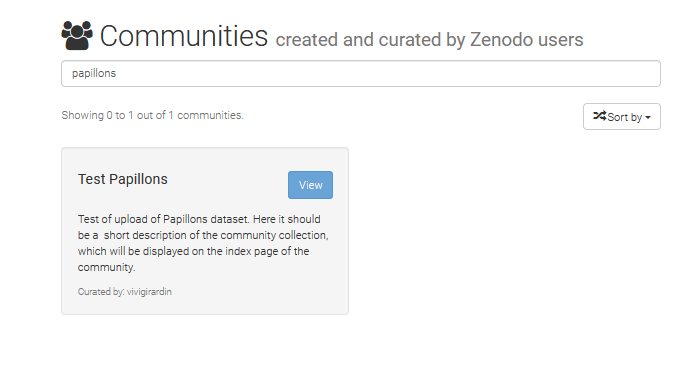 Communities created and curated by Zenodo users
papillons
Showing 0 to 1 out of 1 communities.
Sort by
Test Papillons
View
Test of upload of Papillons dataset. Here it should
be a  short description of the community collection,
which will be displayed on the index page of the
community.
Curated by: vivigirardin